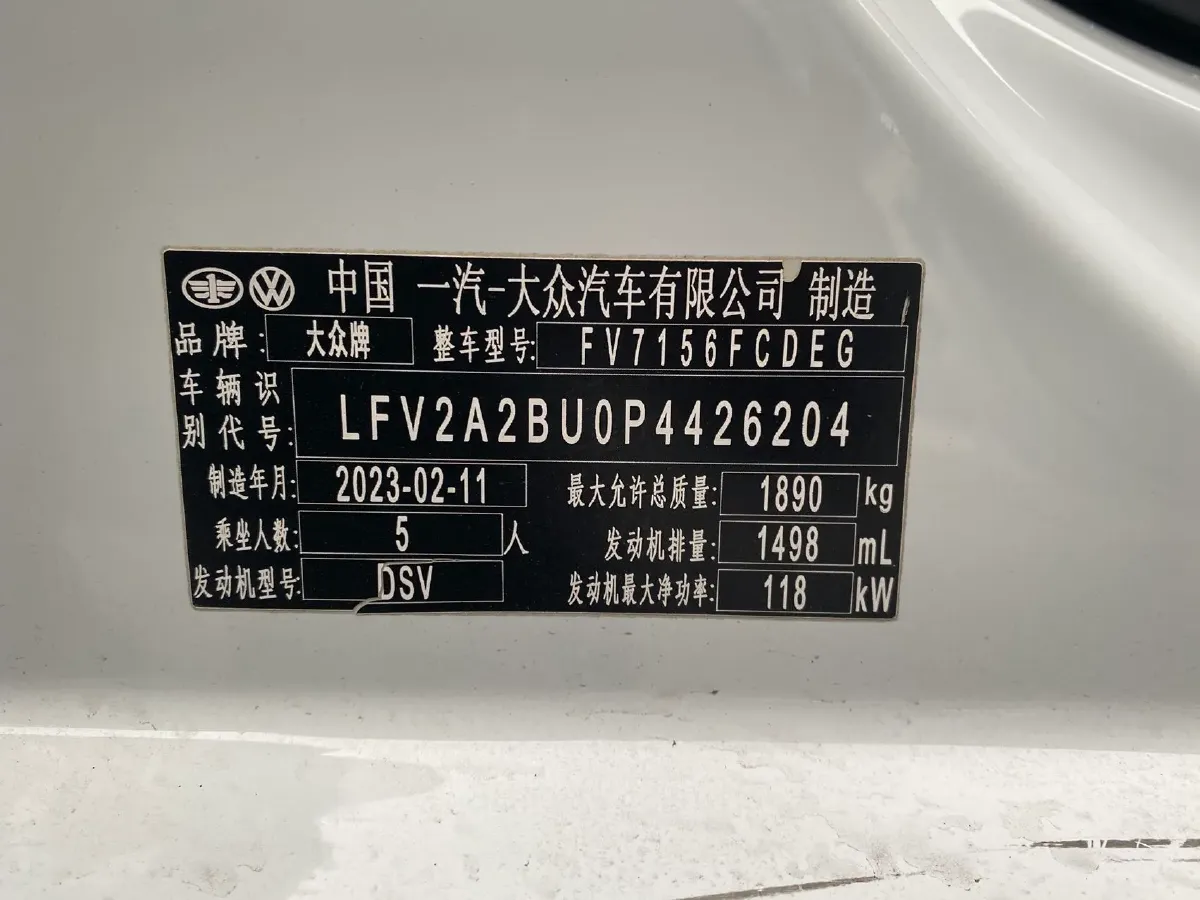 中国 一汽-大众汽车有限公司 制造
品牌: 大众牌 整车型号: FV7156FCDEG
车辆识别代号: LFV2A2BU0P4426204
制造年月: 2023-02-11 最大允许总质量: 1890 kg
乘坐人数: 5 人 发动机排量: 1498 mL
发动机型号: DSV 发动机最大净功率: 118 kW